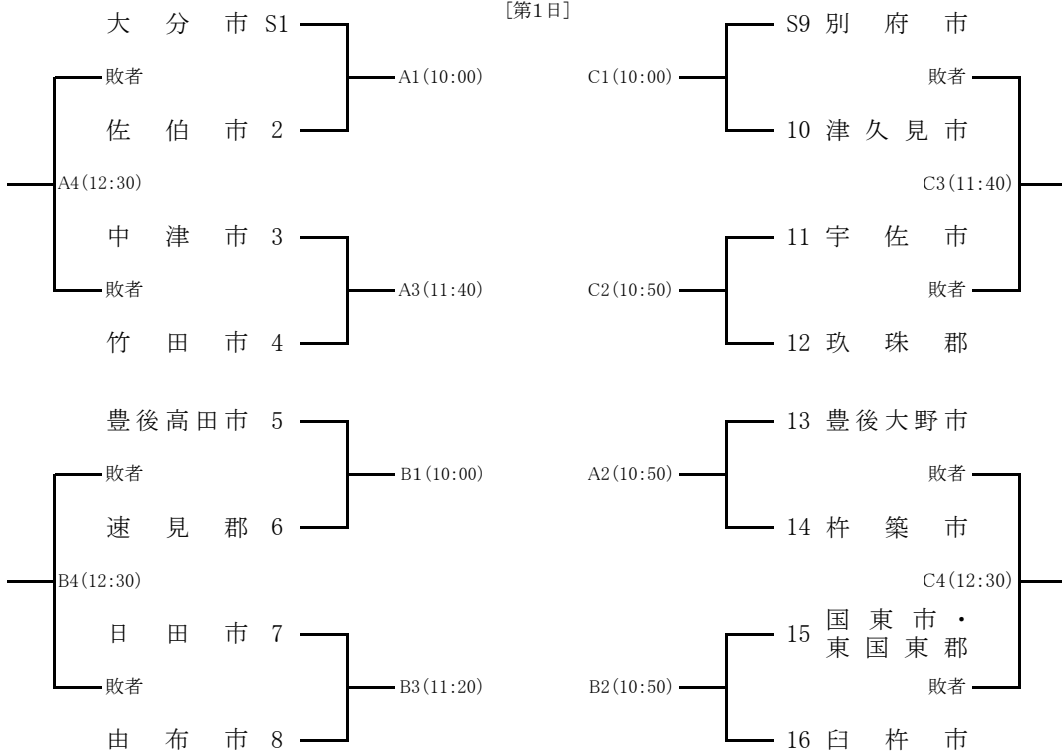 [第1日]
大分市 S1
敗者
A1(10:00)
佐伯市 2
A4(12:30)
中津市 3
敗者
A3(11:40)
竹田市 4
豊後高田市 5
敗者
B1(10:00)
速見郡 6
B4(12:30)
日田市 7
敗者
B3(11:20)
由布市 8
S9 別府市
C1(10:00)
敗者
10 津久見市
C3(11:40)
11 宇佐市
C2(10:50)
敗者
12 玖珠郡
13 豊後大野市
A2(10:50)
敗者
14 杵築市
C4(12:30)
15 国東市・
東国東郡
B2(10:50)
敗者
16 臼杵市